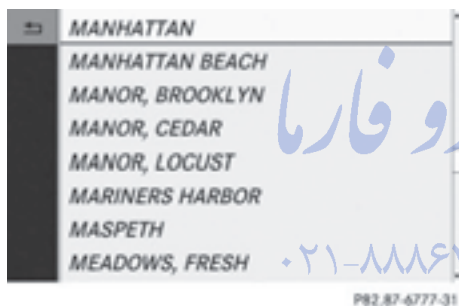 MANHATTAN
MANHATTAN BEACH
MANOR, BROOKLYN
MANOR, CEDAR
MANOR, LOCUST
MARINERS HARBOR
MASPETH
MEADOWS, FRESH
و فارما
۰۲۱-۸۸۸۶
P82.87-6777-31